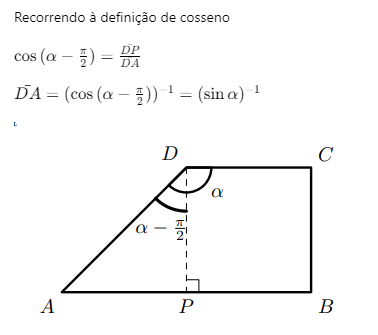 Recorrendo à definição de cosseno
cos (α − π/2) = D̄P/D̄A
D̄A = (cos (α − π/2))⁻¹ = (sin α)⁻¹
D
C
α
α − π/2
A
P
B